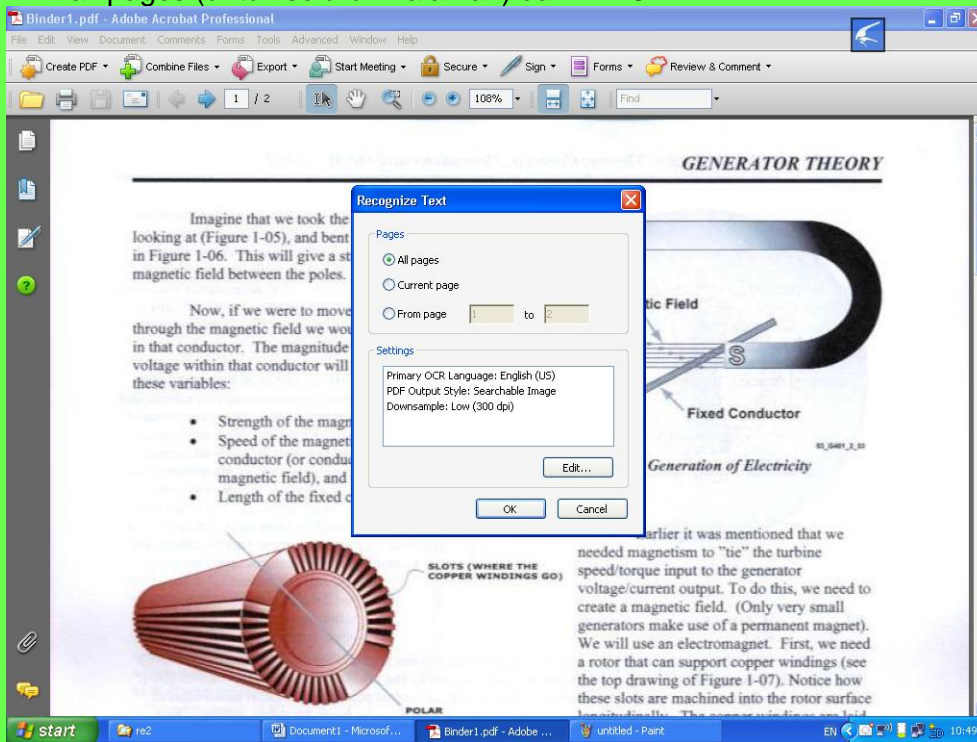 Binder1.pdf - Adobe Acrobat Professional
File Edit View Document Comments Forms Tools Advanced Window Help
Create PDF Combine Files Export Start Meeting Secure Sign Forms Review & Comment
1 / 2 108% Find
GENERATOR THEORY
Imagine that we took the
looking at (Figure 1-05), and bent
in Figure 1-06. This will give a st
magnetic field between the poles.
Now, if we were to move
through the magnetic field we wou
in that conductor. The magnitude
voltage within that conductor will
these variables:
• Strength of the magn
• Speed of the magnet
conductor (or condu
magnetic field), and
• Length of the fixed c
Recognize Text
Pages
All pages
Current page
From page 1 to 2
Settings
Primary OCR Language: English (US)
PDF Output Style: Searchable Image
Downsample: Low (300 dpi)
Edit...
OK Cancel
tic Field
S
Fixed Conductor
Generation of Electricity
SLOTS (WHERE THE
COPPER WINDINGS GO)
POLAR
arlier it was mentioned that we
needed magnetism to "tie" the turbine
speed/torque input to the generator
voltage/current output. To do this, we need to
create a magnetic field. (Only very small
generators make use of a permanent magnet).
We will use an electromagnet. First, we need
a rotor that can support copper windings (see
the top drawing of Figure 1-07). Notice how
these slots are machined into the rotor surface
start re2 Document1 - Microsof... Binder1.pdf - Adobe ... untitled - Paint EN 10:49